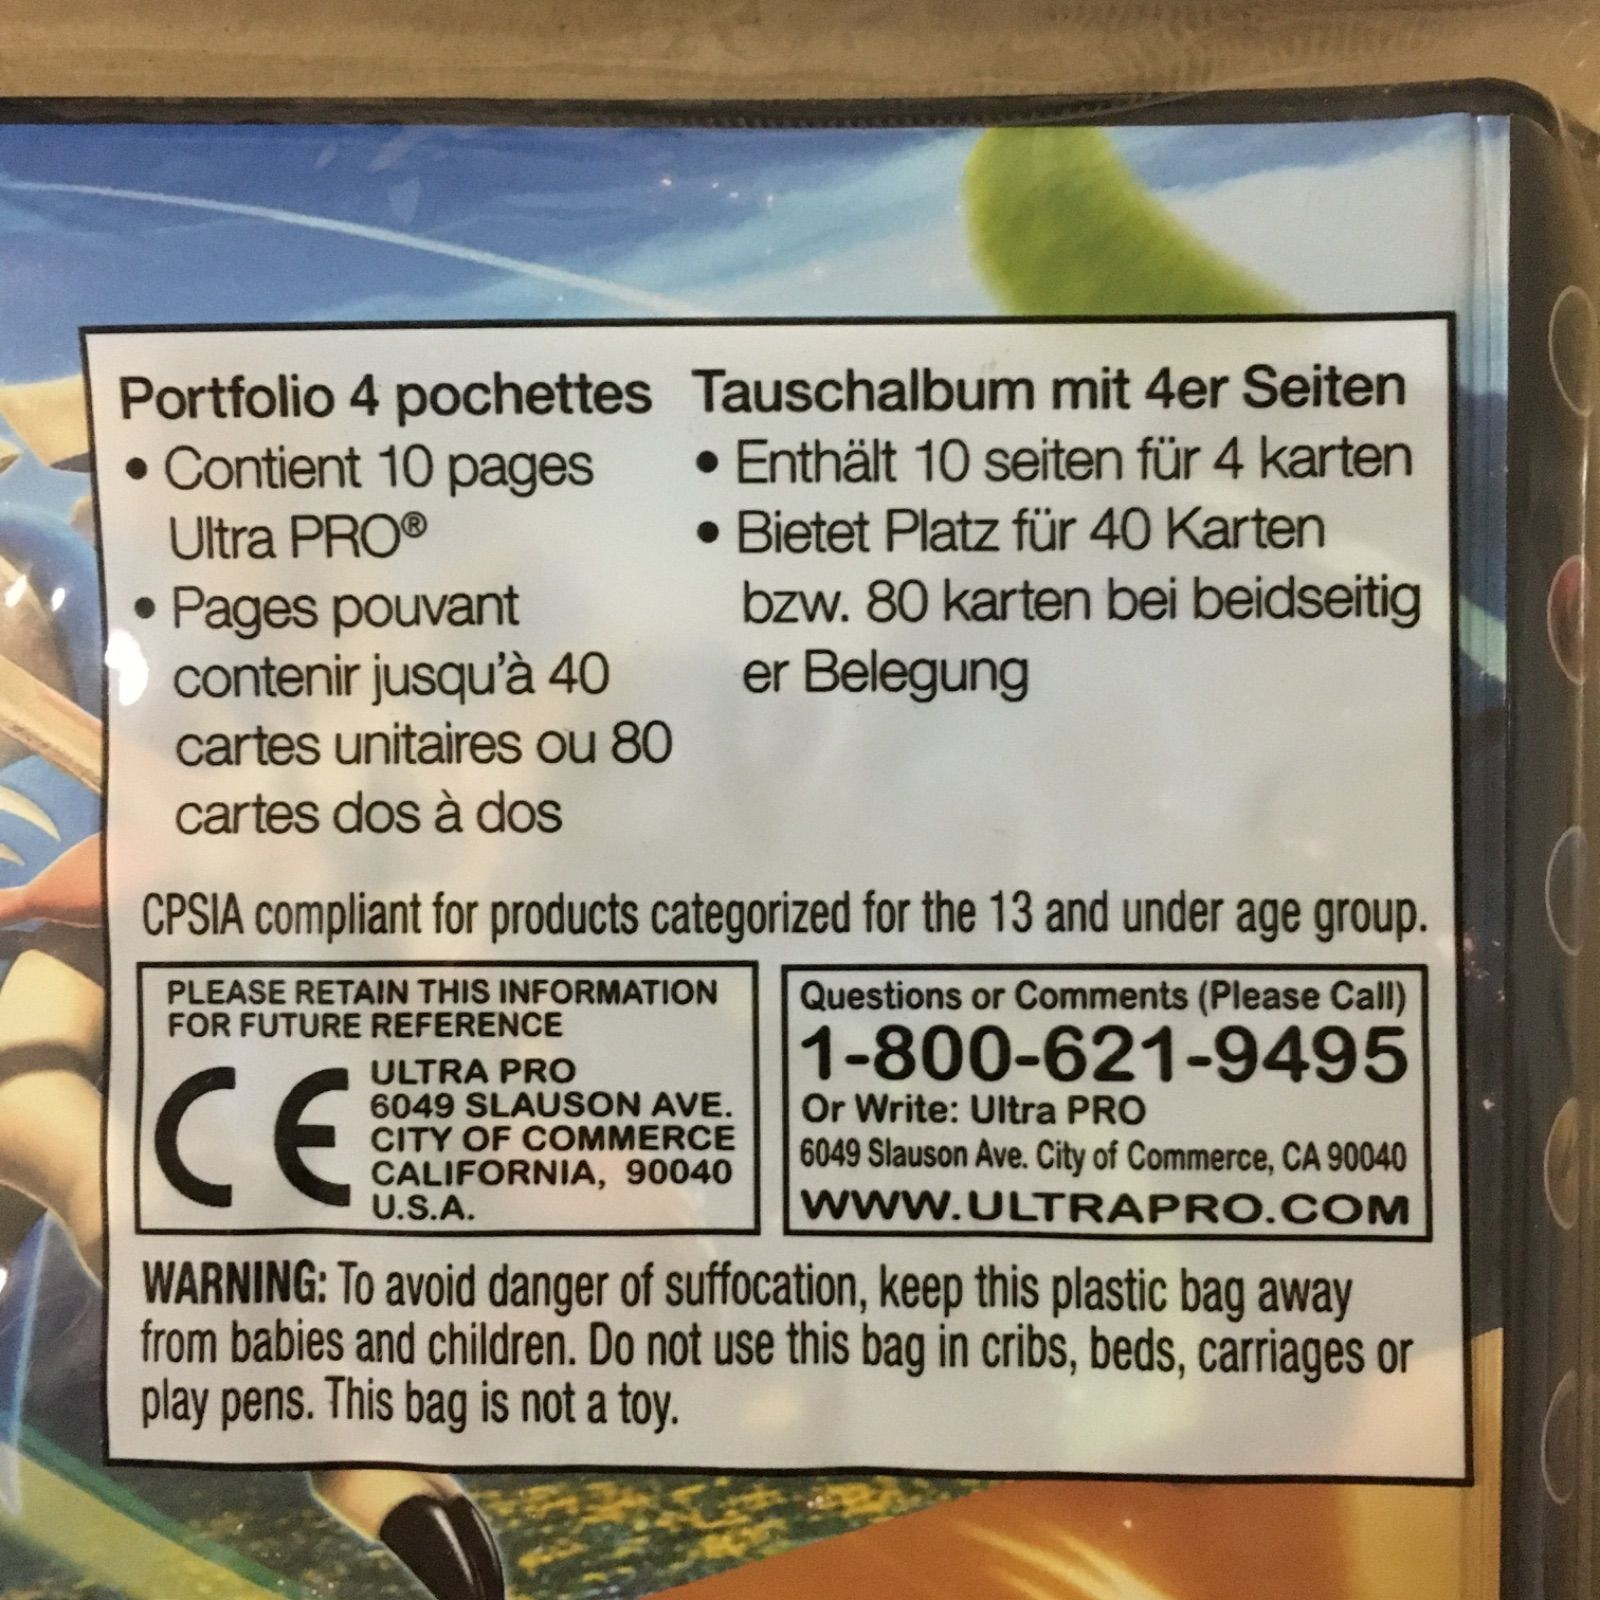 Portfolio 4 pochettes
• Contient 10 pages
Ultra PRO®
• Pages pouvant
contenir jusqu'à 40
cartes unitaires ou 80
cartes dos à dos
Tauschalbum mit 4er Seiten
• Enthält 10 seiten für 4 karten
• Bietet Platz für 40 Karten
bzw. 80 karten bei beidseitig
er Belegung
CPSIA compliant for products categorized for the 13 and under age group.
PLEASE RETAIN THIS INFORMATION
FOR FUTURE REFERENCE
CE
ULTRA PRO
6049 SLAUSON AVE.
CITY OF COMMERCE
CALIFORNIA, 90040
U.S.A.
Questions or Comments (Please Call)
1-800-621-9495
Or Write: Ultra PRO
6049 Slauson Ave. City of Commerce, CA 90040
WWW.ULTRAPRO.COM
WARNING: To avoid danger of suffocation, keep this plastic bag away
from babies and children. Do not use this bag in cribs, beds, carriages or
play pens. This bag is not a toy.